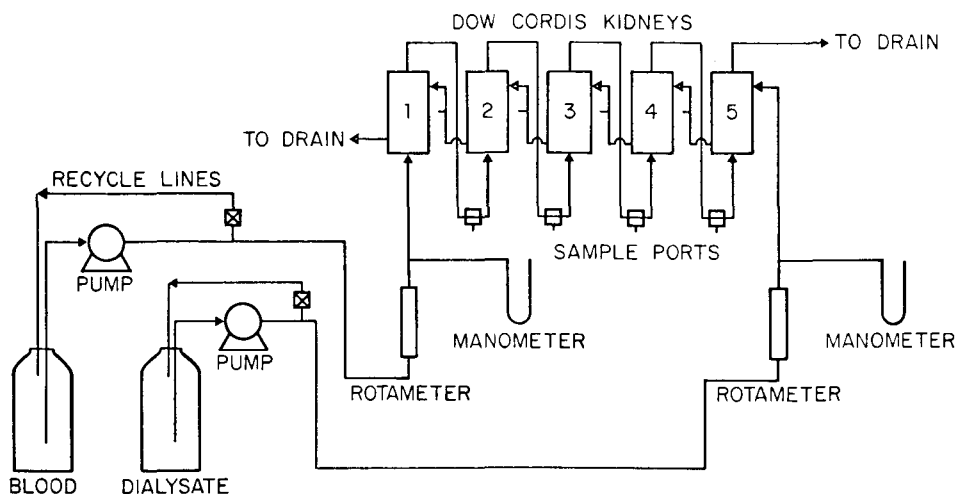 DOW CORDIS KIDNEYS
TO DRAIN
1
2
3
4
5
TO DRAIN
RECYCLE LINES
PUMP
SAMPLE PORTS
PUMP
MANOMETER
MANOMETER
ROTAMETER
ROTAMETER
BLOOD
DIALYSATE